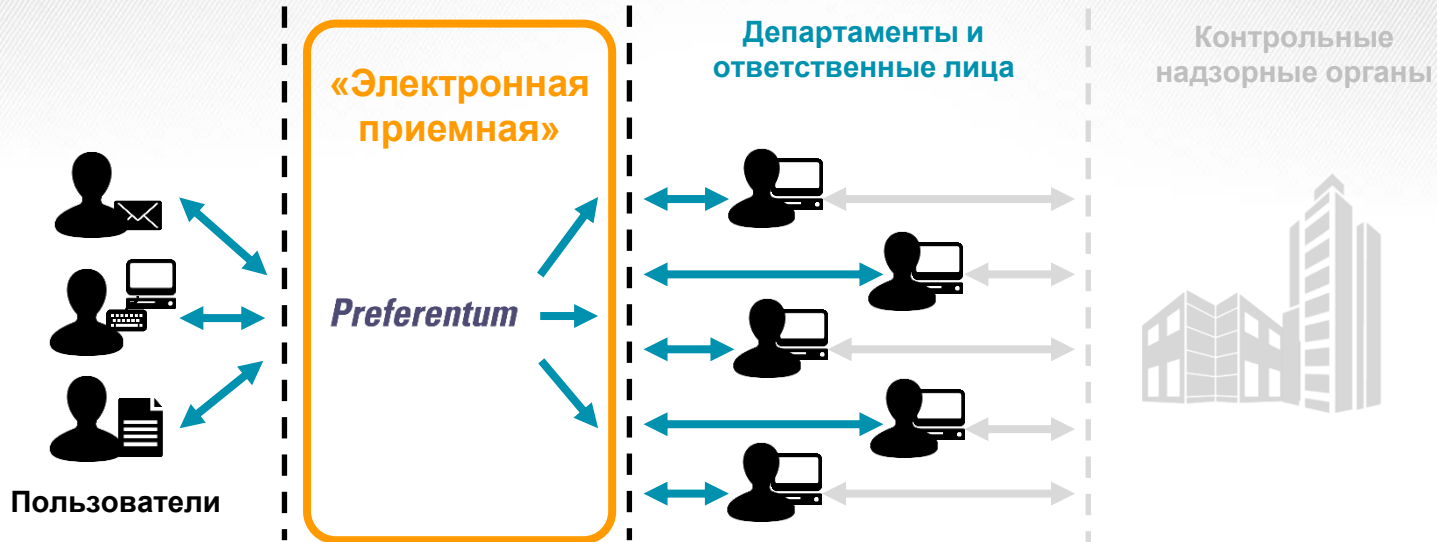 «Электронная
приемная»
Preferentum
Пользователи
Департаменты и
ответственные лица
Контрольные
надзорные органы